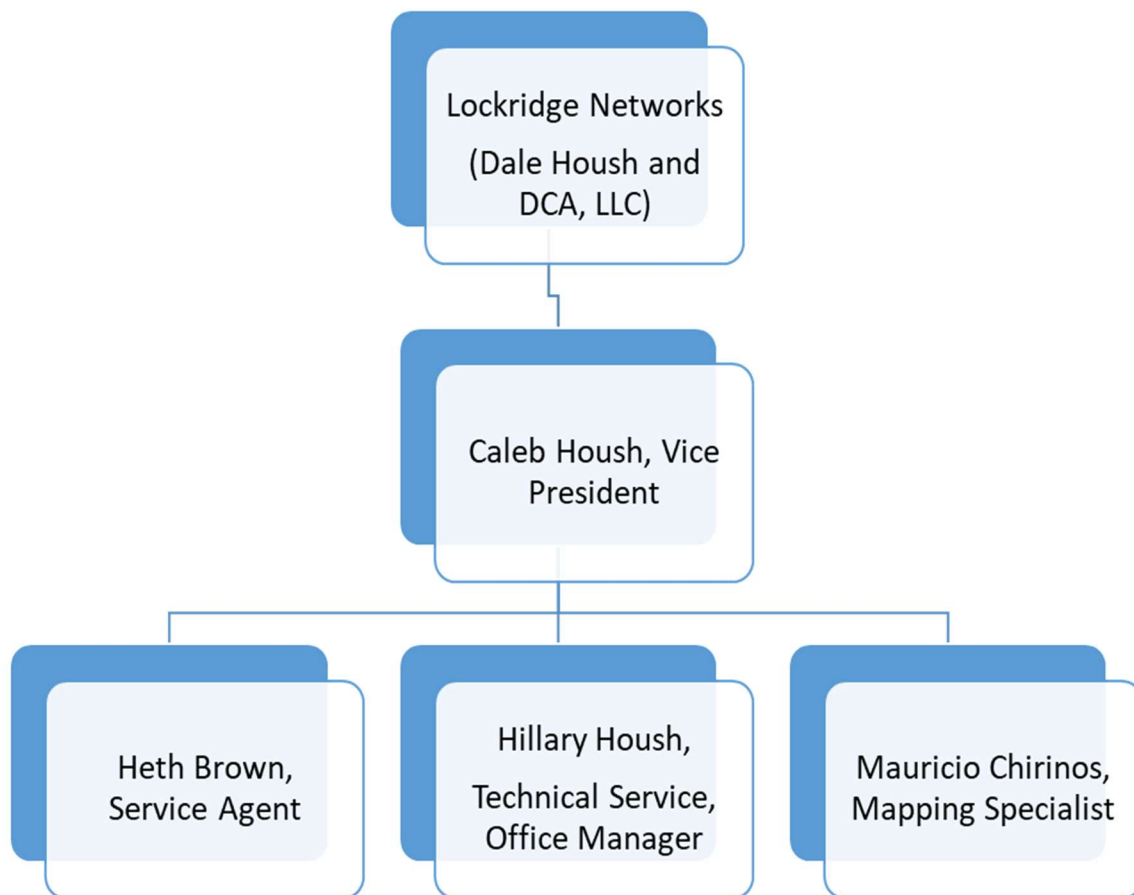 Lockridge Networks
(Dale Housh and
DCA, LLC)
Caleb Housh, Vice
President
Heth Brown,
Service Agent
Hillary Housh,
Technical Service,
Office Manager
Mauricio Chirinos,
Mapping Specialist